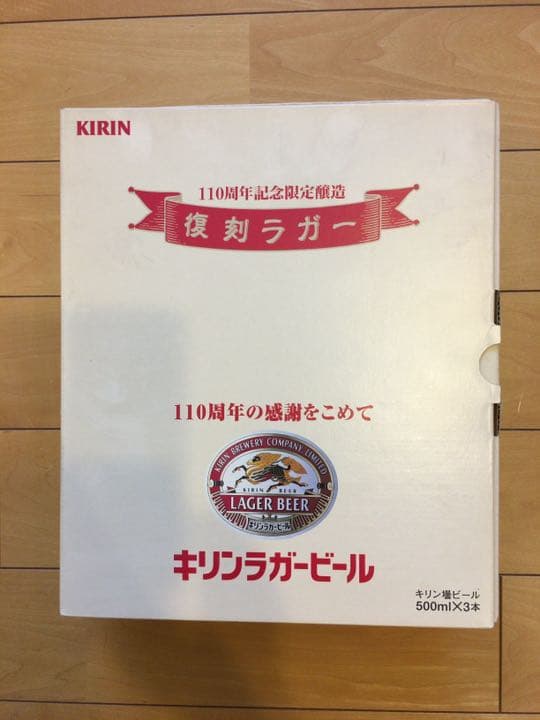 KIRIN
110周年記念限定醸造
復刻ラガー
110周年の感謝をこめて
KIRIN BREWERY COMPANY, LIMITED
KIRIN BEER
LAGER BEER
キリンラガービール
キリンラガービール
キリン壜ビール
500ml×3本